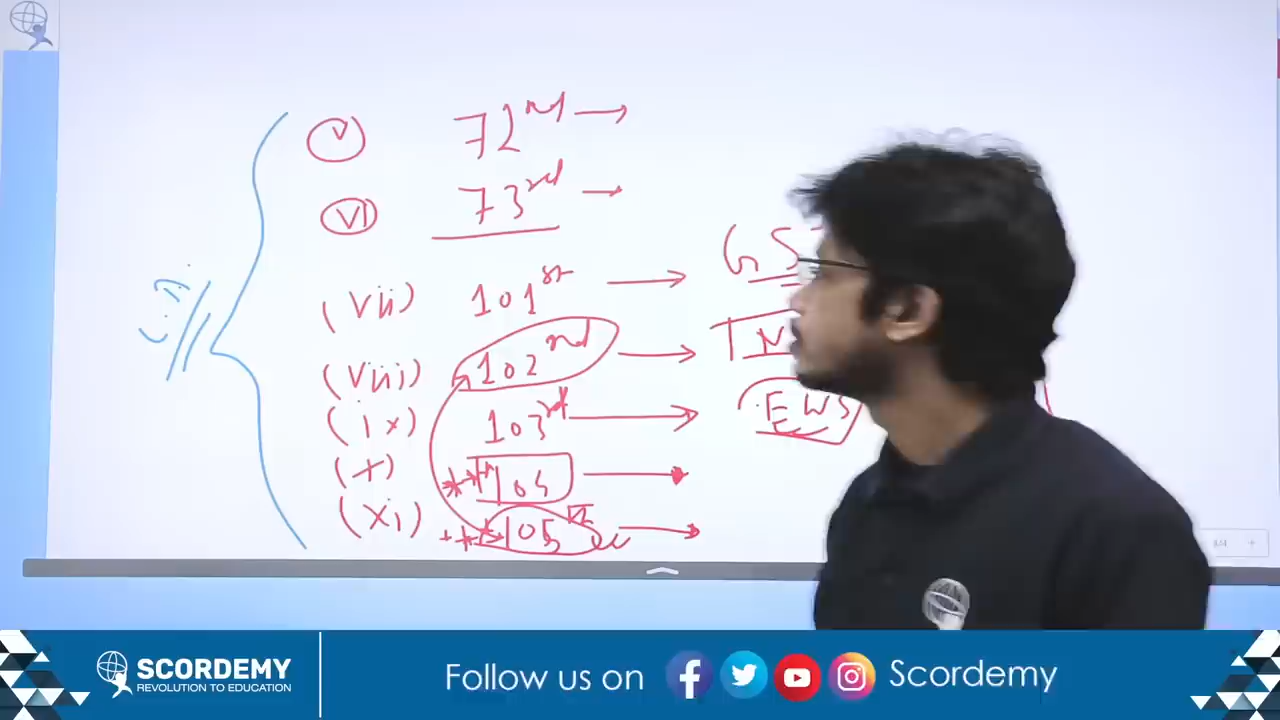 V 72nd →
VI 73rd →
(Vii) 101st → GS
(Viii) 102nd → N
(ix) 103rd → EWS
(x) 104 →
(xi) 105 →
SCORDEMY
REVOLUTION TO EDUCATION
Follow us on Scordemy